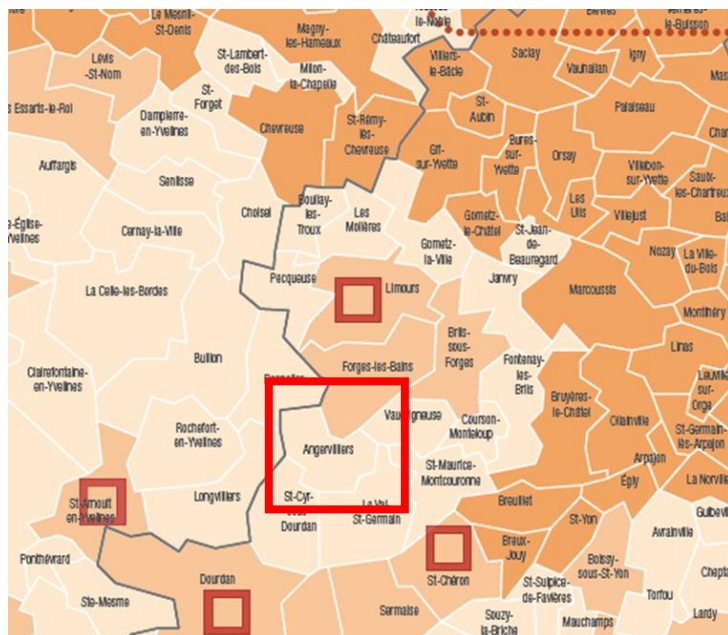 Le Mesnil-
St-Denis
Magny-
les-Hameaux
Châteaufort
le-Noble
Bièvres
le-Buisson
Lévis
-St-Nom
St-Lambert-
des-Bois
Milon-
la-Chapelle
Villiers-
le-Bâcle
Saclay
Vauhallan
Igny
s Essarts-le-Roi
St-
Forget
Dampierre-
en-Yvelines
Chevreuse
St-Rémy-
lès-
Chevreuse
St-
Aubin
Palaiseau
Auffargis
Senlisse
Gif
-sur-Yvette
Bures-
sur-
Yvette
Orsay
Villebon-
sur-Yvette
Saulx-
les-Chartreux
Choisel
Boullay-
les-
Troux
Les
Molières
Gometz-
le-Châtel
Les
Ulis
Villejust
e-Église-
Yvelines
Cernay-la-Ville
Gometz-
la-Ville
St-Jean-
de-
Beauregard
Nozay
La Ville-
du-Bois
Pecqueuse
Limours
Janvry
Marcoussis
La Celle-les-Bordes
Montlhéry
Briis-
sous-
Forges
Linas
Bullion
Forges-les-Bains
Fontenay-
les-
Briis
Leuville
sur-
Orge
Clairefontaine-
en-Yvelines
Bruyères-
le-Châtel
Ollainville
St-Germain-
lès-Arpajon
Rochefort-
en-Yvelines
Courson-
Monteloup
Angervilliers
Arpajon
St-Maurice-
Montcouronne
Égly
La Norville
St-Arnoult
en-Yvelines
Longvilliers
St-Cyr-
Dourdan
St-Germain
Breuillet
St-Yon
Avrainville
Breux-
Jouy
Boissy-
sous-St-Yon
Ponthévrard
Dourdan
St-Chéron
St-Sulpice-
de-Favières
Torfou
Ste-Mesme
Sermaise
Souzy-
la-Briche
Mauchamps
Lardy